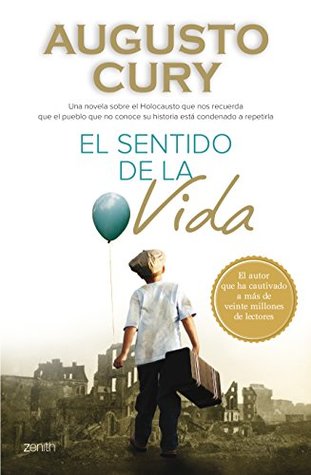 AUGUSTO
CURY
Una novela sobre el Holocausto que nos recuerda
que el pueblo que no conoce su historia está condenado a repetirla
EL SENTIDO
DE LA
Vida
El autor
que ha cautivado
a más de
veinte millones
de lectores
zenith